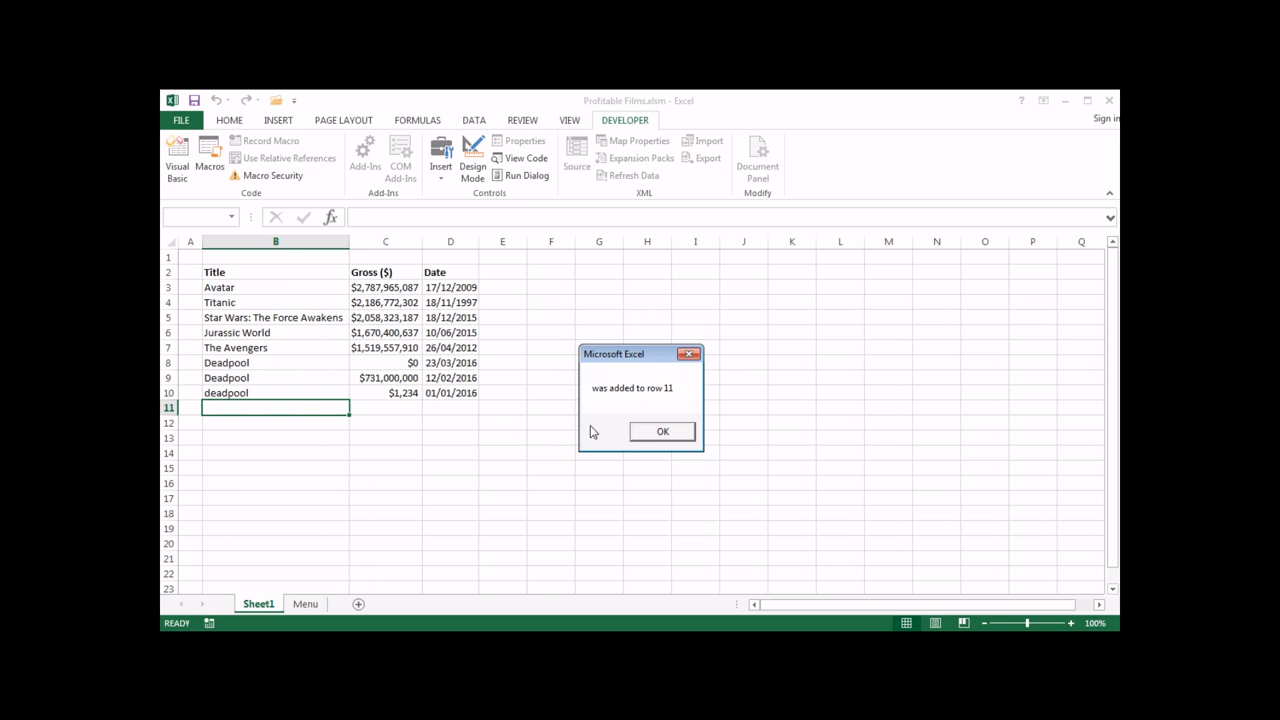 Profitable Films.xlsm - Excel
?
FILE HOME INSERT PAGE LAYOUT FORMULAS DATA REVIEW VIEW DEVELOPER Sign in
Visual Basic
Macros
Record Macro
Use Relative References
Macro Security
Code
Add-Ins
COM Add-Ins
Add-Ins
Insert
Design Mode
Properties
View Code
Run Dialog
Controls
Source
Map Properties
Expansion Packs
Refresh Data
Import
Export
XML
Document Panel
Modify
fx
A B C D E F G H I J K L M N O P Q
1
2 Title Gross ($) Date
3 Avatar $2,787,965,087 17/12/2009
4 Titanic $2,186,772,302 18/11/1997
5 Star Wars: The Force Awakens $2,058,323,187 18/12/2015
6 Jurassic World $1,670,400,637 10/06/2015
7 The Avengers $1,519,557,910 26/04/2012
8 Deadpool $0 23/03/2016
9 Deadpool $731,000,000 12/02/2016
10 deadpool $1,234 01/01/2016
11
12
13
14
15
16
17
18
19
20
21
22
23
Microsoft Excel
was added to row 11
OK
Sheet1 Menu
READY 100%